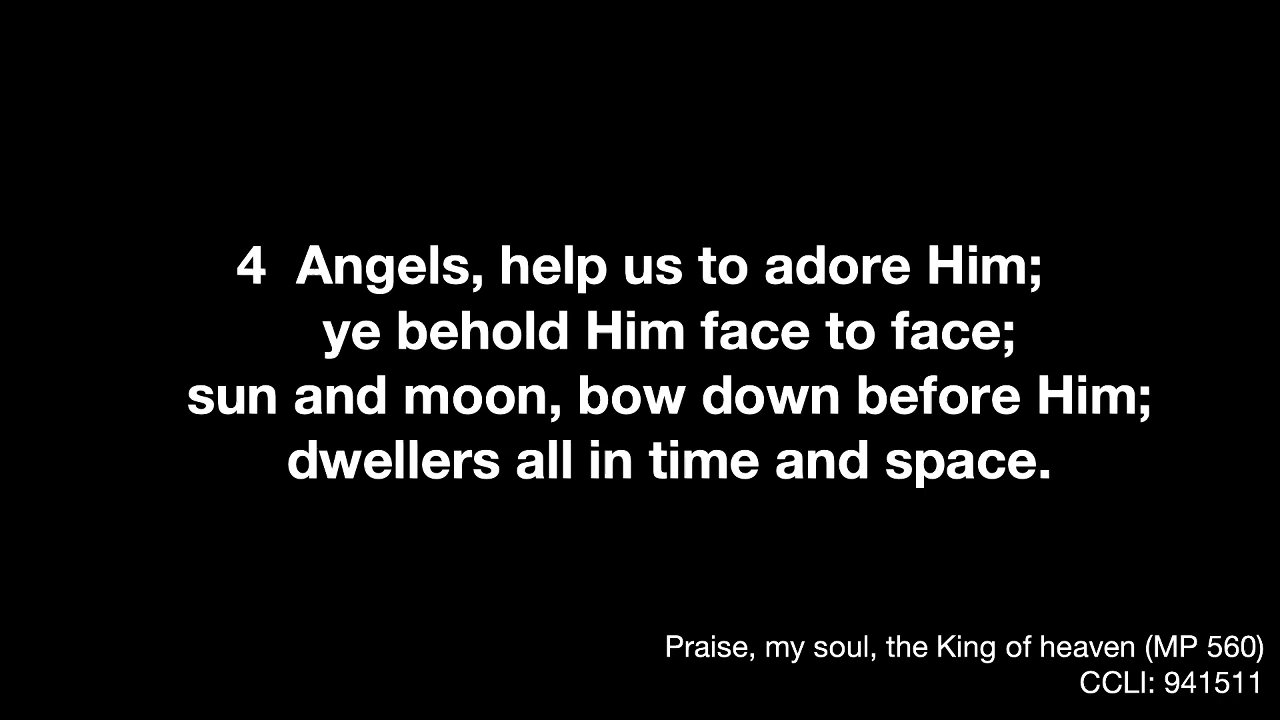 4  Angels, help us to adore Him;
ye behold Him face to face;
sun and moon, bow down before Him;
dwellers all in time and space.
Praise, my soul, the King of heaven (MP 560)
CCLI: 941511